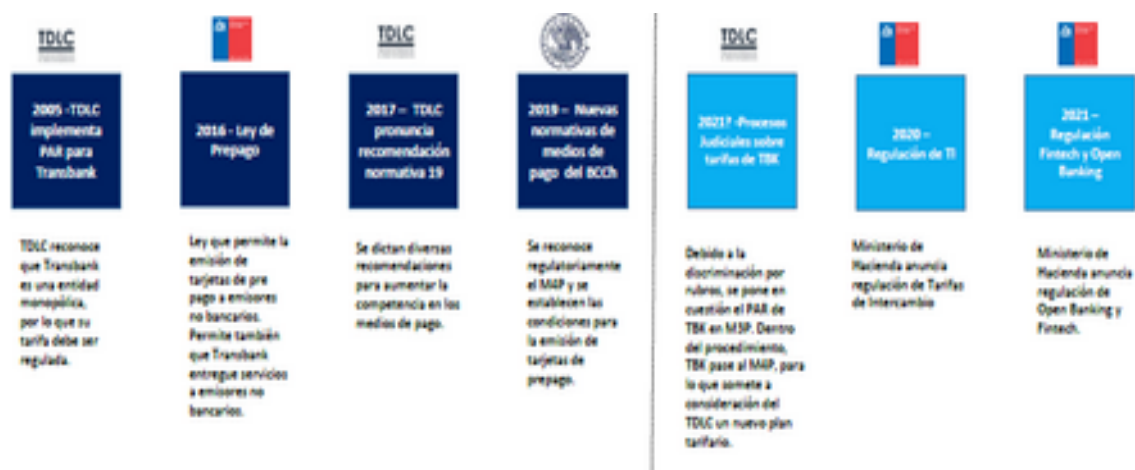 TDLC
TDLC
TDLC
2005 -TDLC
implementa
PAR para
Transbank
2016 - Ley de
Prepago
2017 – TDLC
pronuncia
recomendación
normativa 19
2019 – Nuevas
normativas de
medios de
pago del BCCh
2021? -Procesos
Judiciales sobre
tarifas de TBK
2020 –
Regulación de TI
2021 –
Regulación
Fintech y Open
Banking
TDLC reconoce
que Transbank
es una entidad
monopólica,
por lo que su
tarifa debe ser
regulada.
Ley que permite la
emisión de
tarjetas de pre
pago a emisores
no bancarios.
Permite también
que Transbank
entregue servicios
a emisores no
bancarios.
Se dictan diversas
recomendaciones
para aumentar la
competencia en los
medios de pago.
Se reconoce
regulatoriamente
el M4P y se
establecen las
condiciones para
la emisión de
tarjetas de
prepago.
Debido a la
discriminación por
rubros, se pone en
cuestión el PAR de
TBK en M3P. Dentro
del procedimiento,
TBK pase al M4P, para
lo que somete a
consideración del
TDLC un nuevo plan
tarifario.
Ministerio de
Hacienda anuncia
regulación de Tarifas
de Intercambio
Ministerio de
Hacienda anuncia
regulación de
Open Banking y
Fintech.